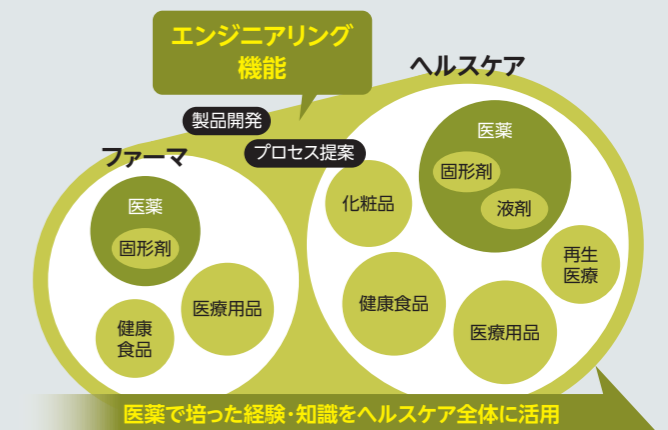 エンジニアリング
機能
製品開発
プロセス提案
ファーマ
医薬
固形剤
医療用品
健康
食品
ヘルスケア
医薬
固形剤
液剤
化粧品
再生
医療
健康食品
医療用品
医薬で培った経験・知識をヘルスケア全体に活用